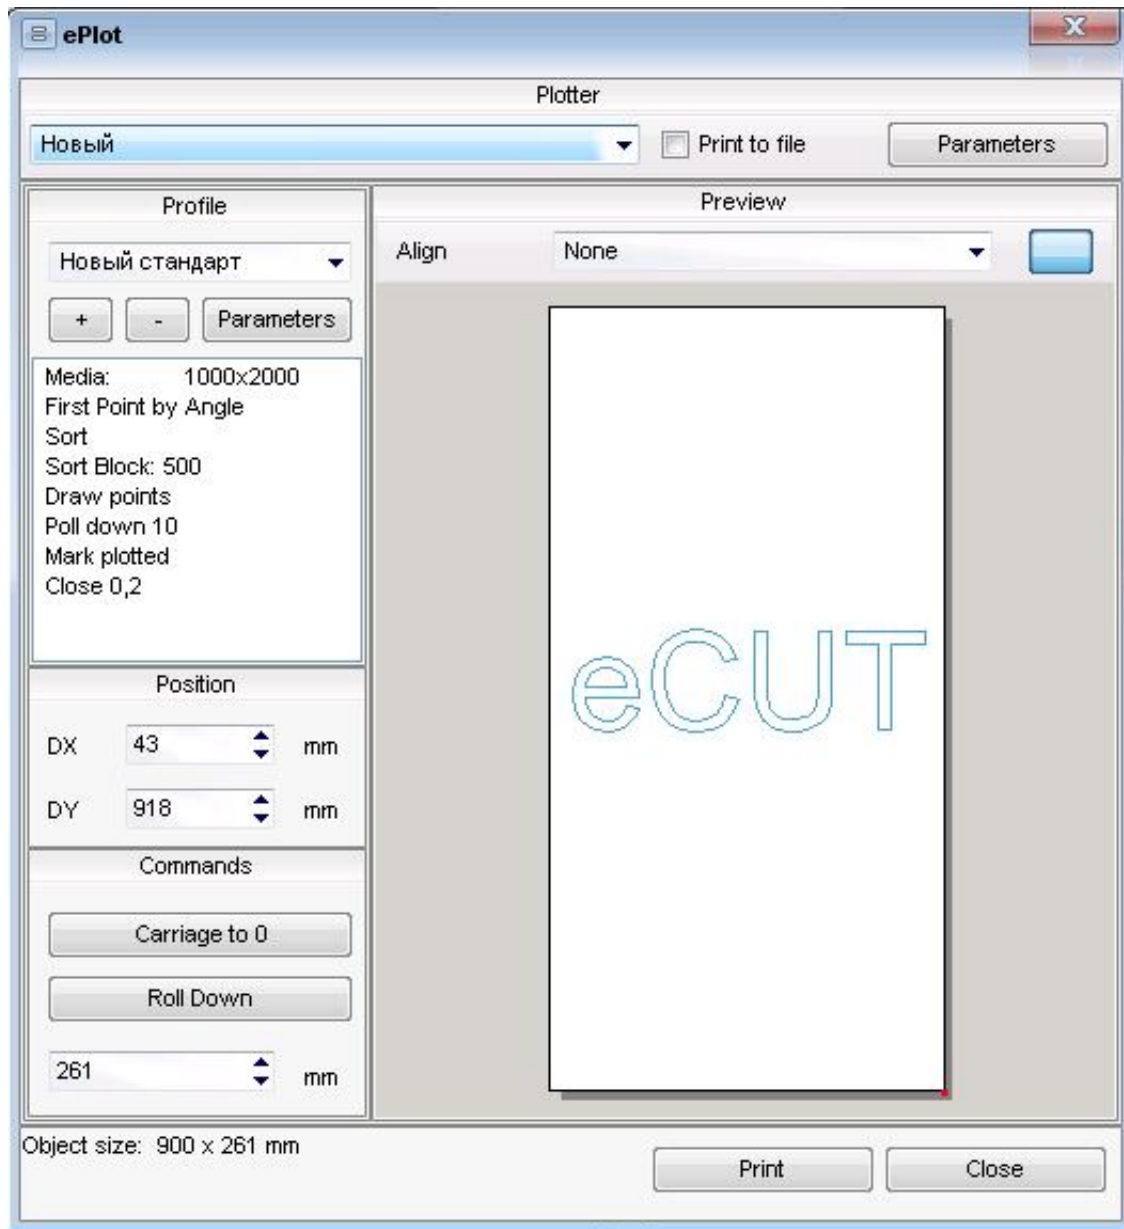 ePlot
Plotter
Новый
Print to file
Parameters
Profile
Новый стандарт
+
-
Parameters
Media: 1000x2000
First Point by Angle
Sort
Sort Block: 500
Draw points
Poll down 10
Mark plotted
Close 0,2
Position
DX 43 mm
DY 918 mm
Commands
Carriage to 0
Roll Down
261 mm
Preview
Align None
eCUT
Object size: 900 x 261 mm
Print
Close